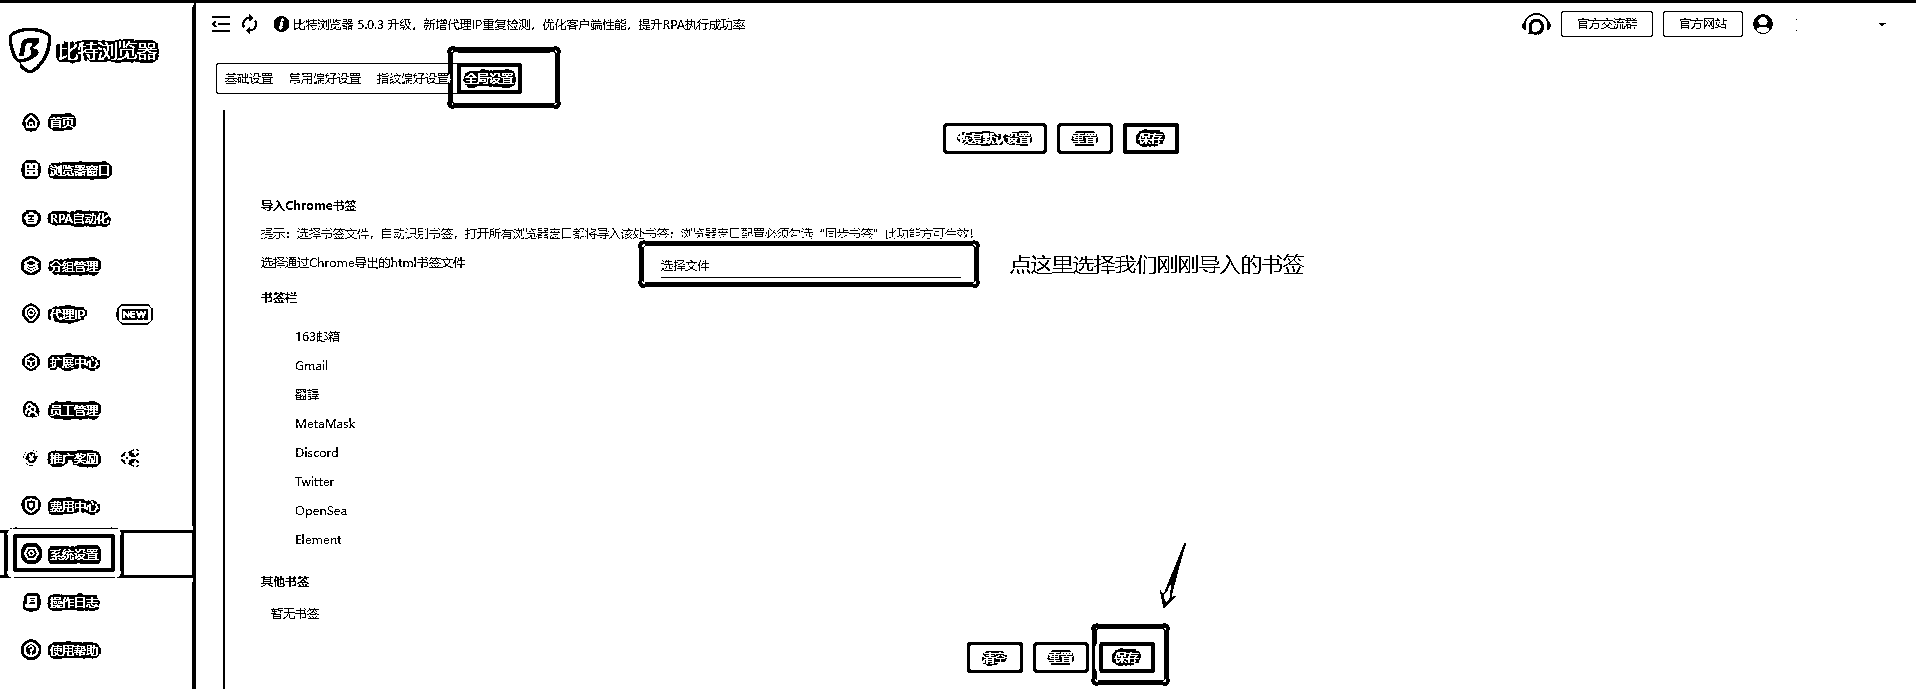 比特浏览器 5.0.3 升级，新增代理IP重复检测，优化客户端性能，提升RPA执行成功率
官方交流群
官方网站
比特浏览器
基础设置
常用偏好设置
指纹偏好设置
全局设置
首页
浏览器窗口
RPA自动化
分组管理
代理IP
NEW
扩展中心
员工管理
推广奖励
费用中心
系统设置
操作日志
使用帮助
恢复默认设置
重置
保存
导入Chrome书签
提示：选择书签文件，自动识别书签，打开所有浏览器窗口都将导入该处书签；浏览器窗口配置必须勾选“同步书签”此功能方可生效！
选择通过Chrome导出的html书签文件
选择文件
点这里选择我们刚刚导入的书签
书签栏
163邮箱
Gmail
翻譯
MetaMask
Discord
Twitter
OpenSea
Element
其他书签
暂无书签
清空
重置
保存